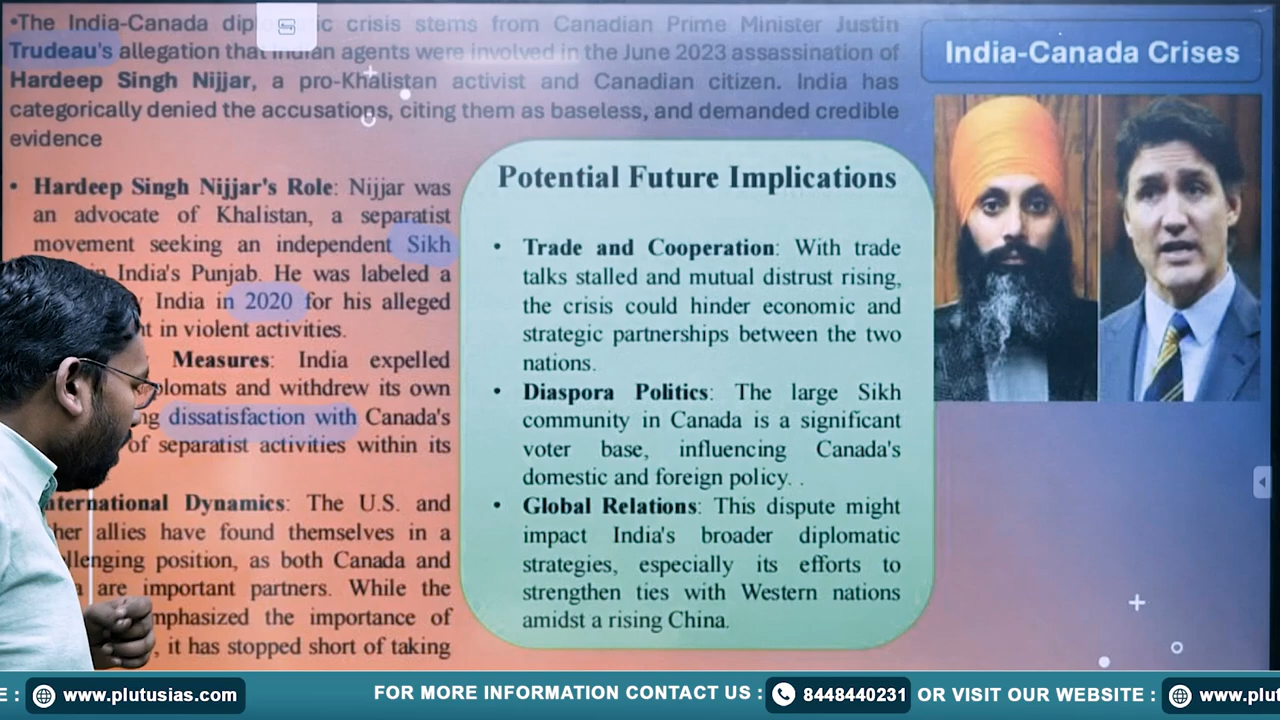 •The India-Canada dip ic crisis stems from Canadian Prime Minister Justin
Trudeau's allegation that Indian agents were involved in the June 2023 assassination of
Hardeep Singh Nijjar, a pro-Khalistan activist and Canadian citizen. India has
categorically denied the accusations, citing them as baseless, and demanded credible
evidence
India-Canada Crises
• Hardeep Singh Nijjar's Role: Nijjar was
an advocate of Khalistan, a separatist
movement seeking an independent Sikh
India's Punjab. He was labeled a
India in 2020 for his alleged
t in violent activities.
Measures: India expelled
plomats and withdrew its own
ng dissatisfaction with Canada's
of separatist activities within its
nternational Dynamics: The U.S. and
her allies have found themselves in a
llenging position, as both Canada and
are important partners. While the
mphasized the importance of
, it has stopped short of taking
Potential Future Implications
• Trade and Cooperation: With trade
talks stalled and mutual distrust rising,
the crisis could hinder economic and
strategic partnerships between the two
nations.
• Diaspora Politics: The large Sikh
community in Canada is a significant
voter base, influencing Canada's
domestic and foreign policy. .
• Global Relations: This dispute might
impact India's broader diplomatic
strategies, especially its efforts to
strengthen ties with Western nations
amidst a rising China.
E : www.plutusias.com FOR MORE INFORMATION CONTACT US : 8448440231 OR VISIT OUR WEBSITE : www.plut